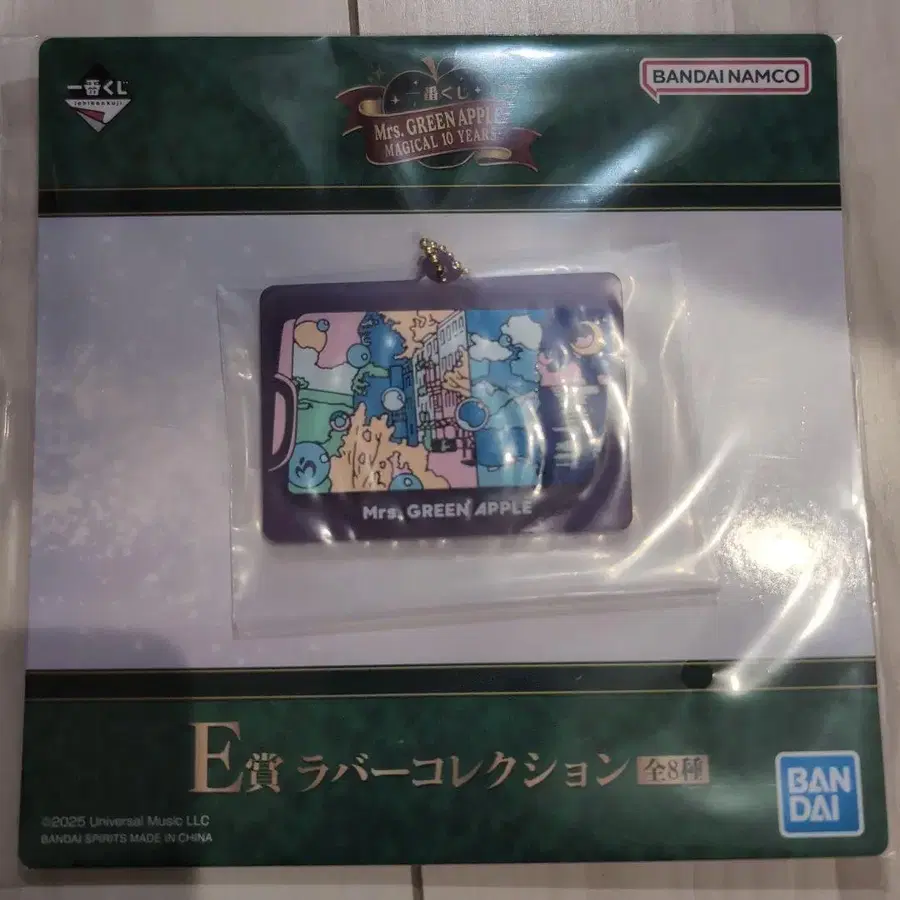 一番くじ
ichibankuji
一番くじ
Mrs. GREEN APPLE
MAGICAL 10 YEARS
BANDAI NAMCO
Mrs. GREEN APPLE
E賞 ラバーコレクション 全8種
©2025 Universal Music LLC
BANDAI SPIRITS MADE IN CHINA
BAN
DAI